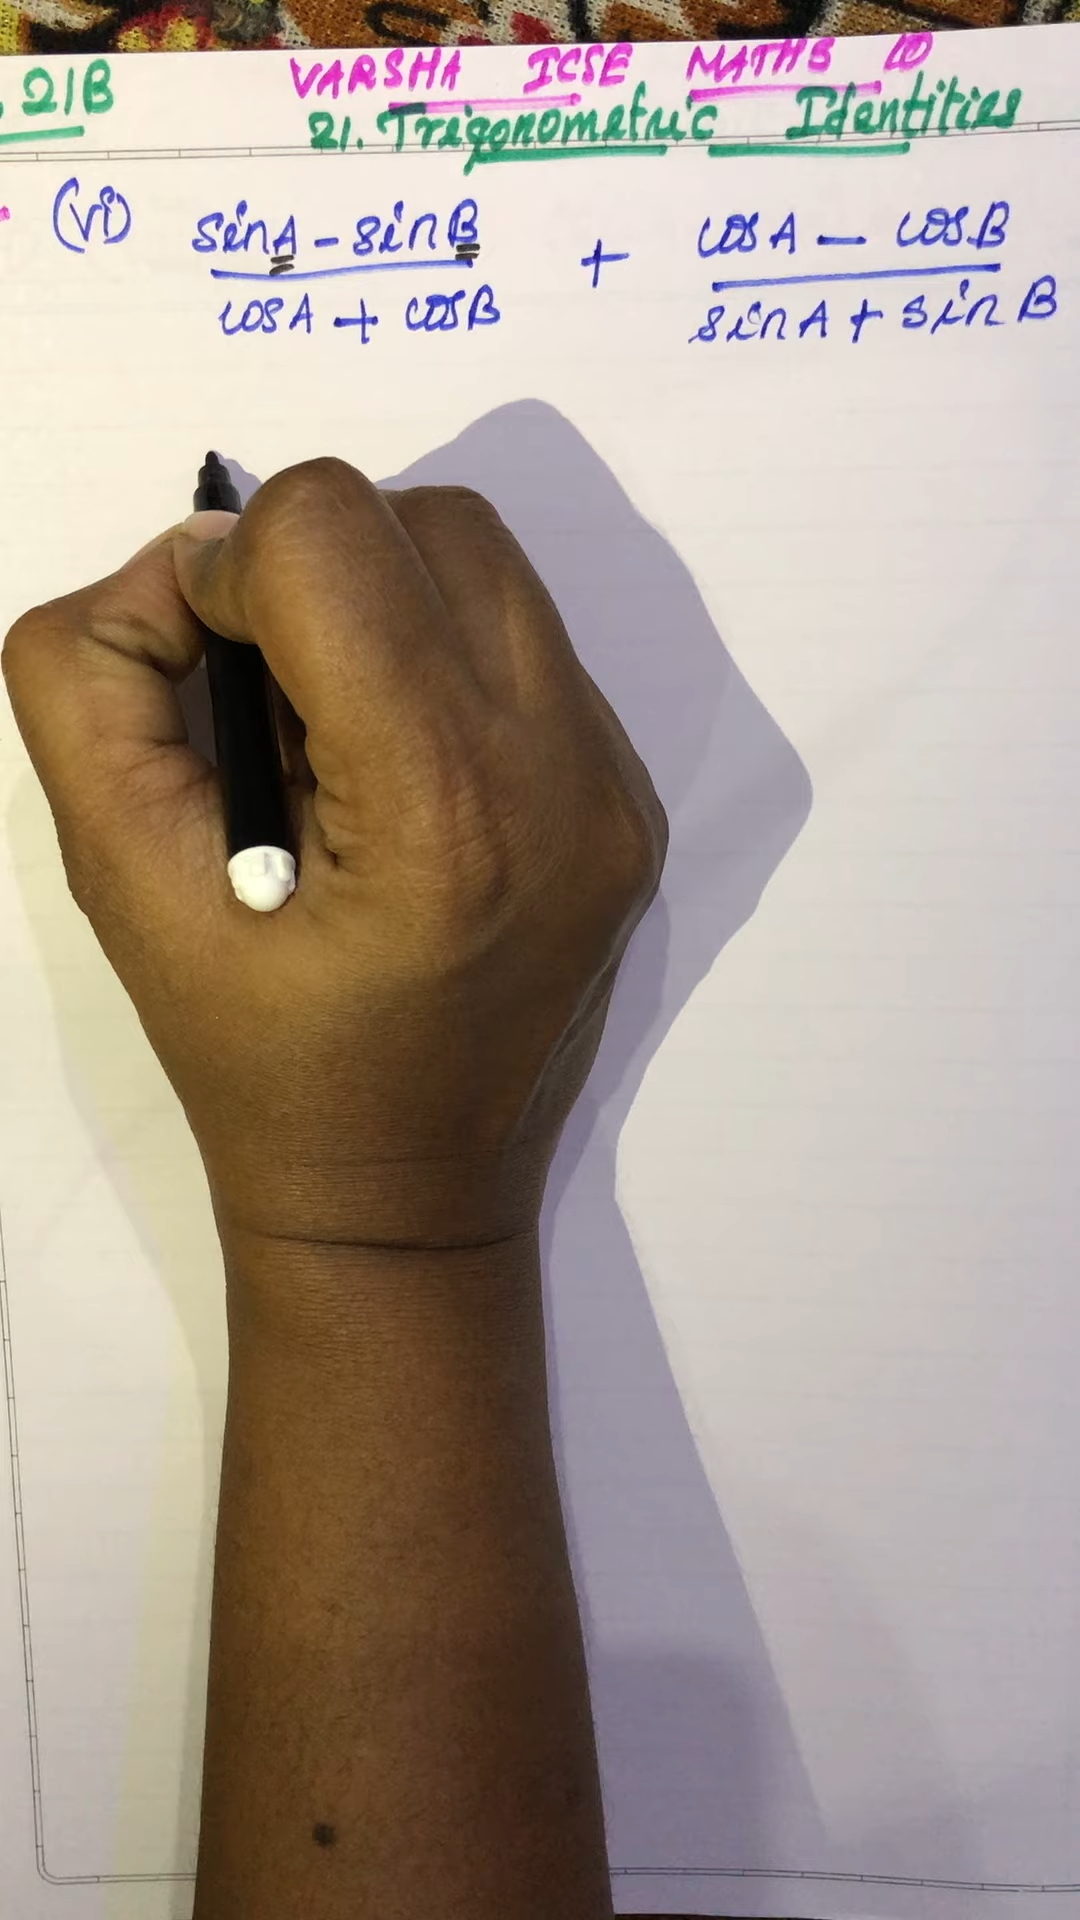 21B VARSHA ICSE MATHS 10
21. Trigonometric Identities
(vi) sinA - sinB / cosA + cosB + cosA - cosB / sinA + sinB